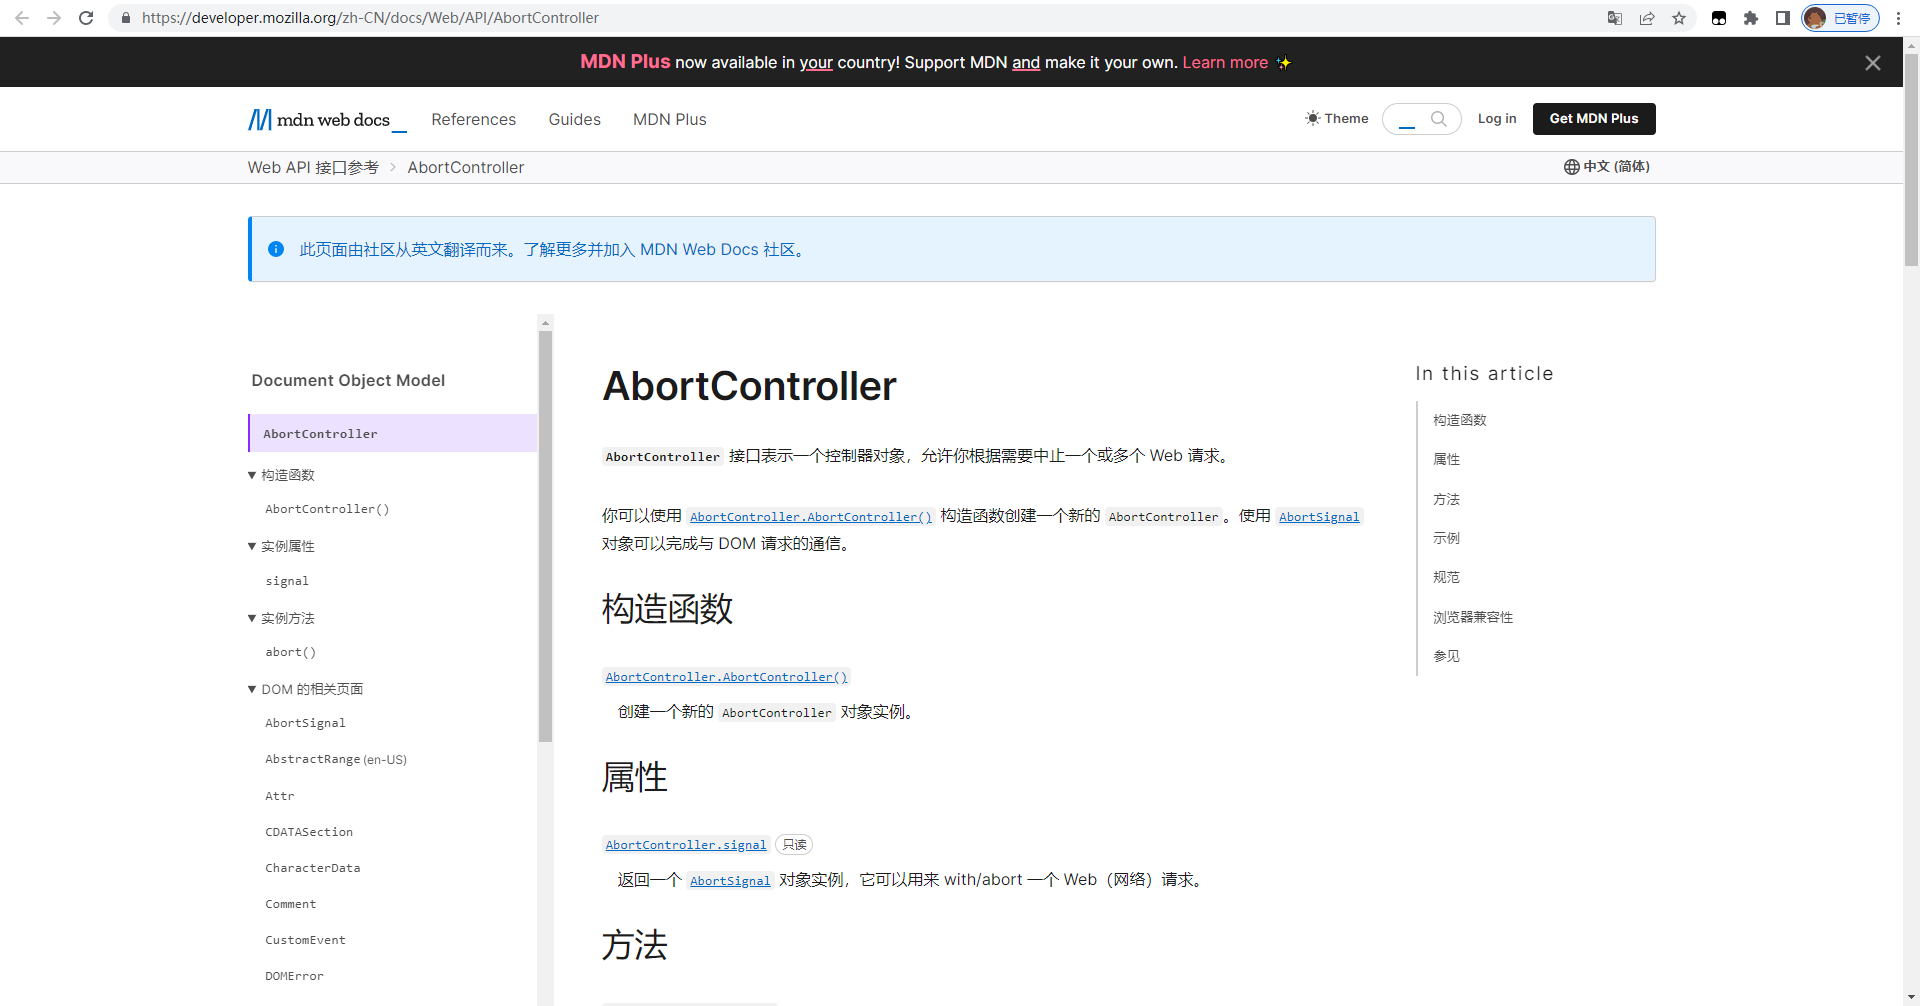 https://developer.mozilla.org/zh-CN/docs/Web/API/AbortController
已暂停
MDN Plus now available in your country! Support MDN and make it your own. Learn more ✨
mdn web docs
References
Guides
MDN Plus
Theme
Log in
Get MDN Plus
Web API 接口参考
AbortController
中文 (简体)
此页面由社区从英文翻译而来。了解更多并加入 MDN Web Docs 社区。
Document Object Model
AbortController
构造函数
AbortController()
实例属性
signal
实例方法
abort()
DOM 的相关页面
AbortSignal
AbstractRange (en-US)
Attr
CDATASection
CharacterData
Comment
CustomEvent
DOMError
AbortController
AbortController 接口表示一个控制器对象，允许你根据需要中止一个或多个 Web 请求。
你可以使用 AbortController.AbortController() 构造函数创建一个新的 AbortController。使用 AbortSignal
对象可以完成与 DOM 请求的通信。
构造函数
AbortController.AbortController()
创建一个新的 AbortController 对象实例。
属性
AbortController.signal 只读
返回一个 AbortSignal 对象实例，它可以用来 with/abort 一个 Web（网络）请求。
方法
In this article
构造函数
属性
方法
示例
规范
浏览器兼容性
参见